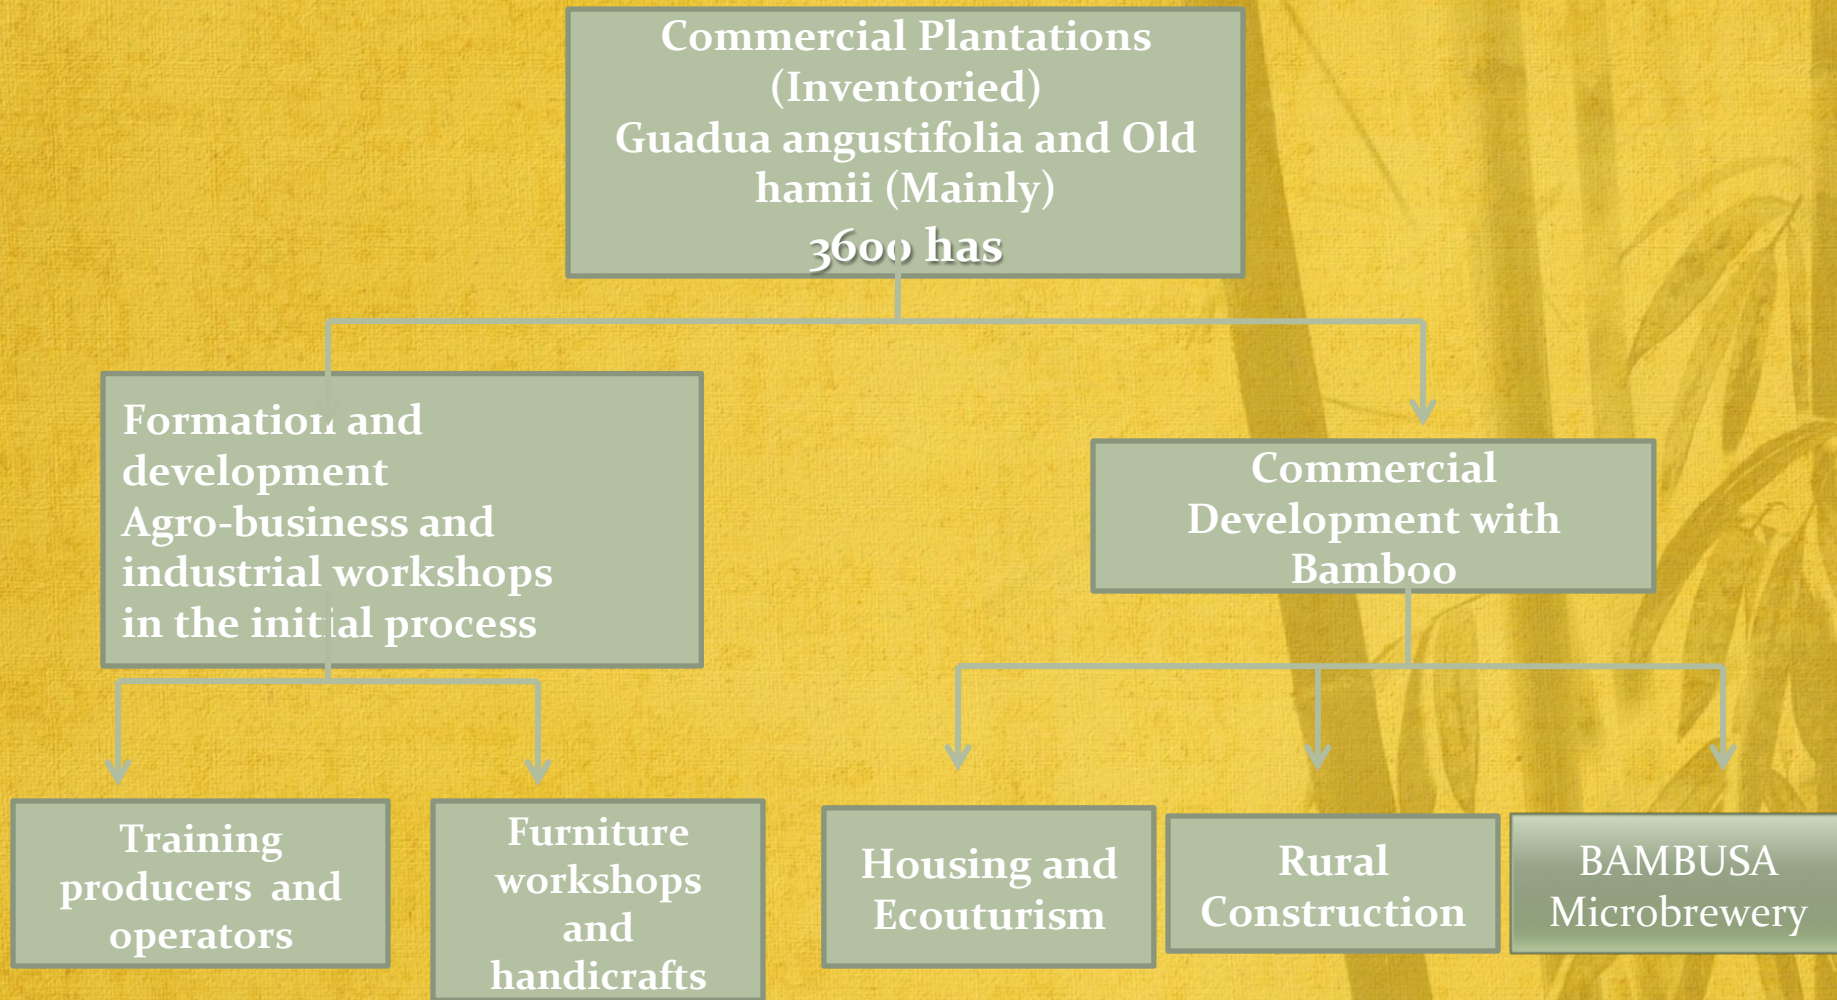 Commercial Plantations
(Inventoried)
Guadua angustifolia and Old
hamii (Mainly)
3600 has
Formation and
development
Agro-business and
industrial workshops
in the initial process
Commercial
Development with
Bamboo
Training
producers and
operators
Furniture
workshops
and
handicrafts
Housing and
Ecouturism
Rural
Construction
BAMBUSA
Microbrewery